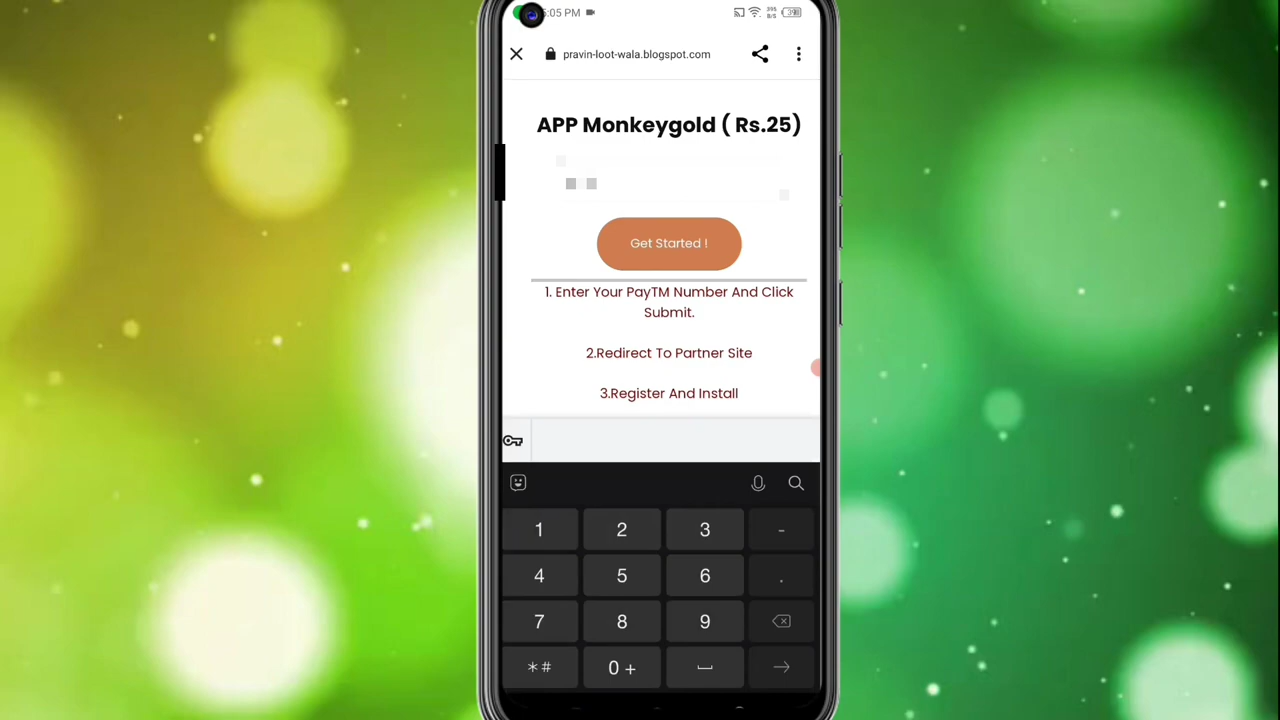 5:05 PM
395 B/S
39
pravin-loot-wala.blogspot.com
APP Monkeygold ( Rs.25)
Get Started !
1. Enter Your PayTM Number And Click
Submit.
2.Redirect To Partner Site
3.Register And Install
1 2 3 -
4 5 6 .
7 8 9
*# 0 +